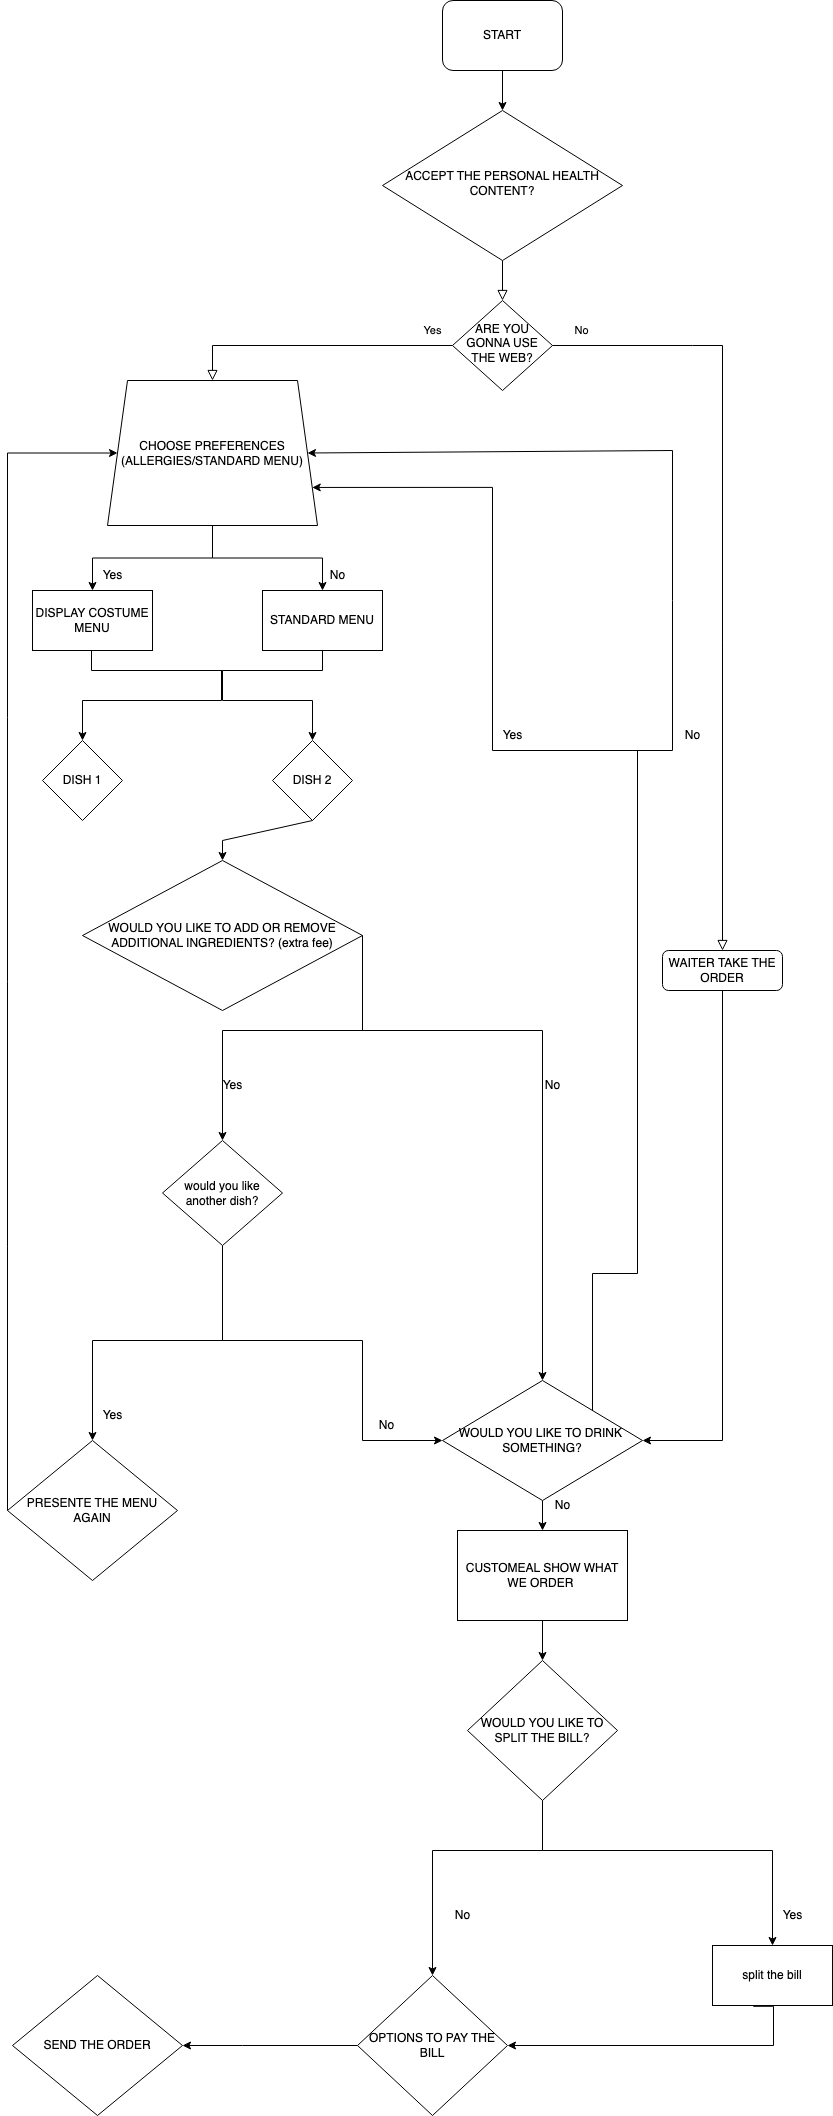 START
ACCEPT THE PERSONAL HEALTH
CONTENT?
Yes
ARE YOU
GONNA USE
THE WEB?
No
CHOOSE PREFERENCES
(ALLERGIES/STANDARD MENU)
Yes
No
DISPLAY COSTUME
MENU
STANDARD MENU
Yes
No
DISH 1
DISH 2
WOULD YOU LIKE TO ADD OR REMOVE
ADDITIONAL INGREDIENTS? (extra fee)
WAITER TAKE THE
ORDER
Yes
No
would you like
another dish?
Yes
No
WOULD YOU LIKE TO DRINK
SOMETHING?
PRESENTE THE MENU
AGAIN
No
CUSTOMEAL SHOW WHAT
WE ORDER
WOULD YOU LIKE TO
SPLIT THE BILL?
No
Yes
split the bill
SEND THE ORDER
OPTIONS TO PAY THE
BILL